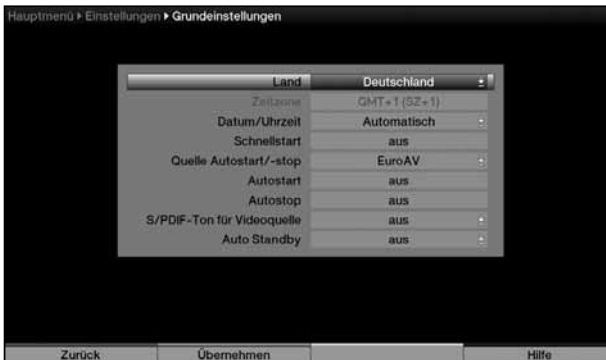 Hauptmenü ▸ Einstellungen ▸ Grundeinstellungen
Land Deutschland
Zeitzone GMT+1 (SZ+1)
Datum/Uhrzeit Automatisch
Schnellstart aus
Quelle Autostart/-stop EuroAV
Autostart aus
Autostop aus
S/PDIF-Ton für Videoquelle aus
Auto Standby aus
Zurück Übernehmen Hilfe